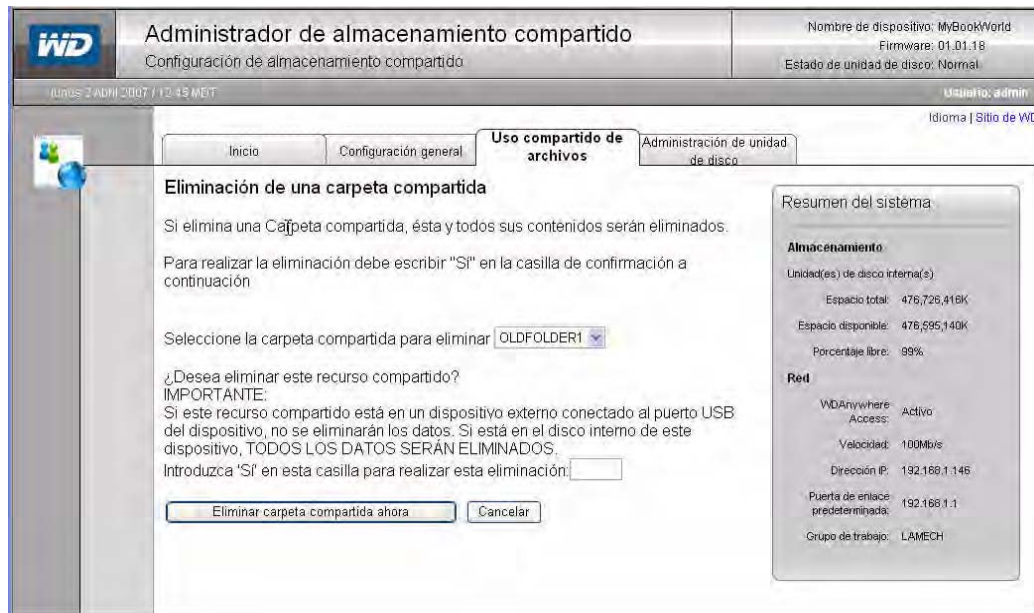 WD
Administrador de almacenamiento compartido
Configuración de almacenamiento compartido
Nombre de dispositivo: MyBookWorld
Firmware: 01.01.18
Estado de unidad de disco: Normal
lunes 2 Abril 2007 / 12:45 MDT
Usuario: admin
Idioma | Sitio de WD
Inicio
Configuración general
Uso compartido de
archivos
Administración de unidad
de disco
Eliminación de una carpeta compartida
Si elimina una Carpeta compartida, ésta y todos sus contenidos serán eliminados.
Para realizar la eliminación debe escribir "Sí" en la casilla de confirmación a
continuación
Seleccione la carpeta compartida para eliminar OLDFOLDER1
¿Desea eliminar este recurso compartido?
IMPORTANTE:
Si este recurso compartido está en un dispositivo externo conectado al puerto USB
del dispositivo, no se eliminarán los datos. Si está en el disco interno de este
dispositivo, TODOS LOS DATOS SERÁN ELIMINADOS.
Introduzca 'Sí' en esta casilla para realizar esta eliminación:
Eliminar carpeta compartida ahora
Cancelar
Resumen del sistema
Almacenamiento
Unidad(es) de disco interna(s)
Espacio total: 476,726,416K
Espacio disponible: 476,595,140K
Porcentaje libre: 99%
Red
WDAnywhere
Access: Activo
Velocidad: 100Mb/s
Dirección IP: 192.168.1.146
Puerta de enlace
predeterminada: 192.168.1.1
Grupo de trabajo: LAMECH